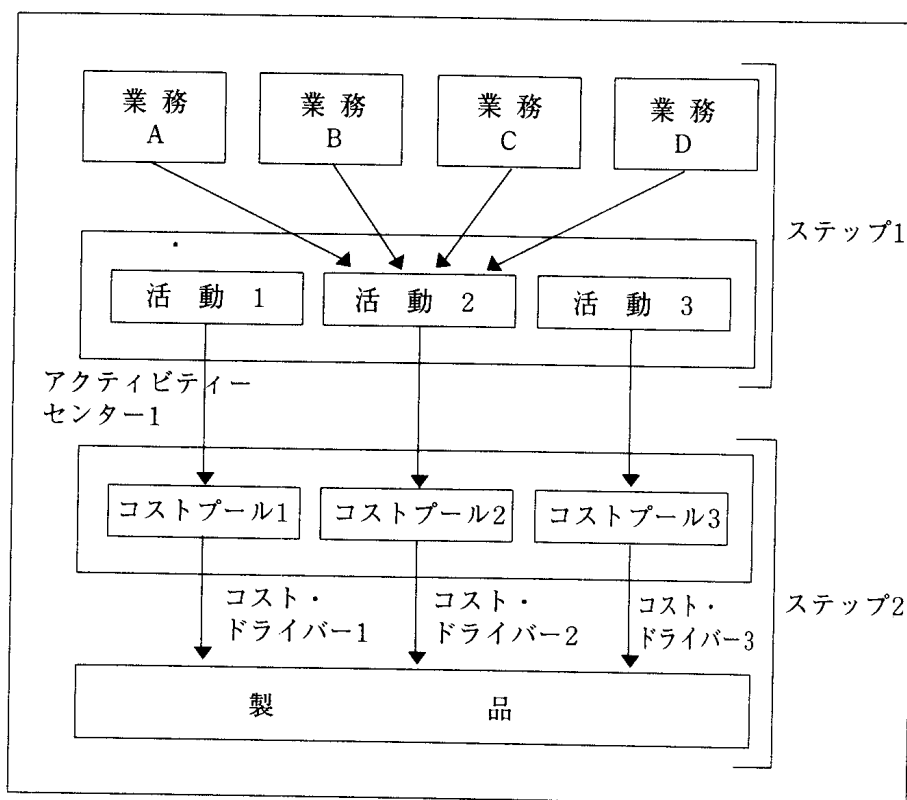 業務
A
業務
B
業務
C
業務
D
ステップ1
活動 1
活動 2
活動 3
アクティビティー
センター1
コストプール1
コストプール2
コストプール3
コスト・
ドライバー1
コスト・
ドライバー2
コスト・
ドライバー3
ステップ2
製品